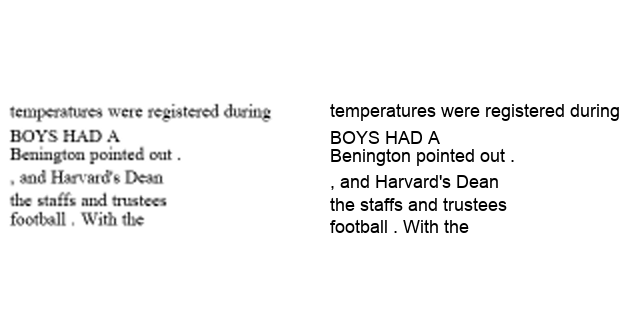 temperatures were registered during
BOYS HAD A
Benington pointed out .
, and Harvard's Dean
the staffs and trustees
football . With the
temperatures were registered during
BOYS HAD A
Benington pointed out .
, and Harvard's Dean
the staffs and trustees
football . With the